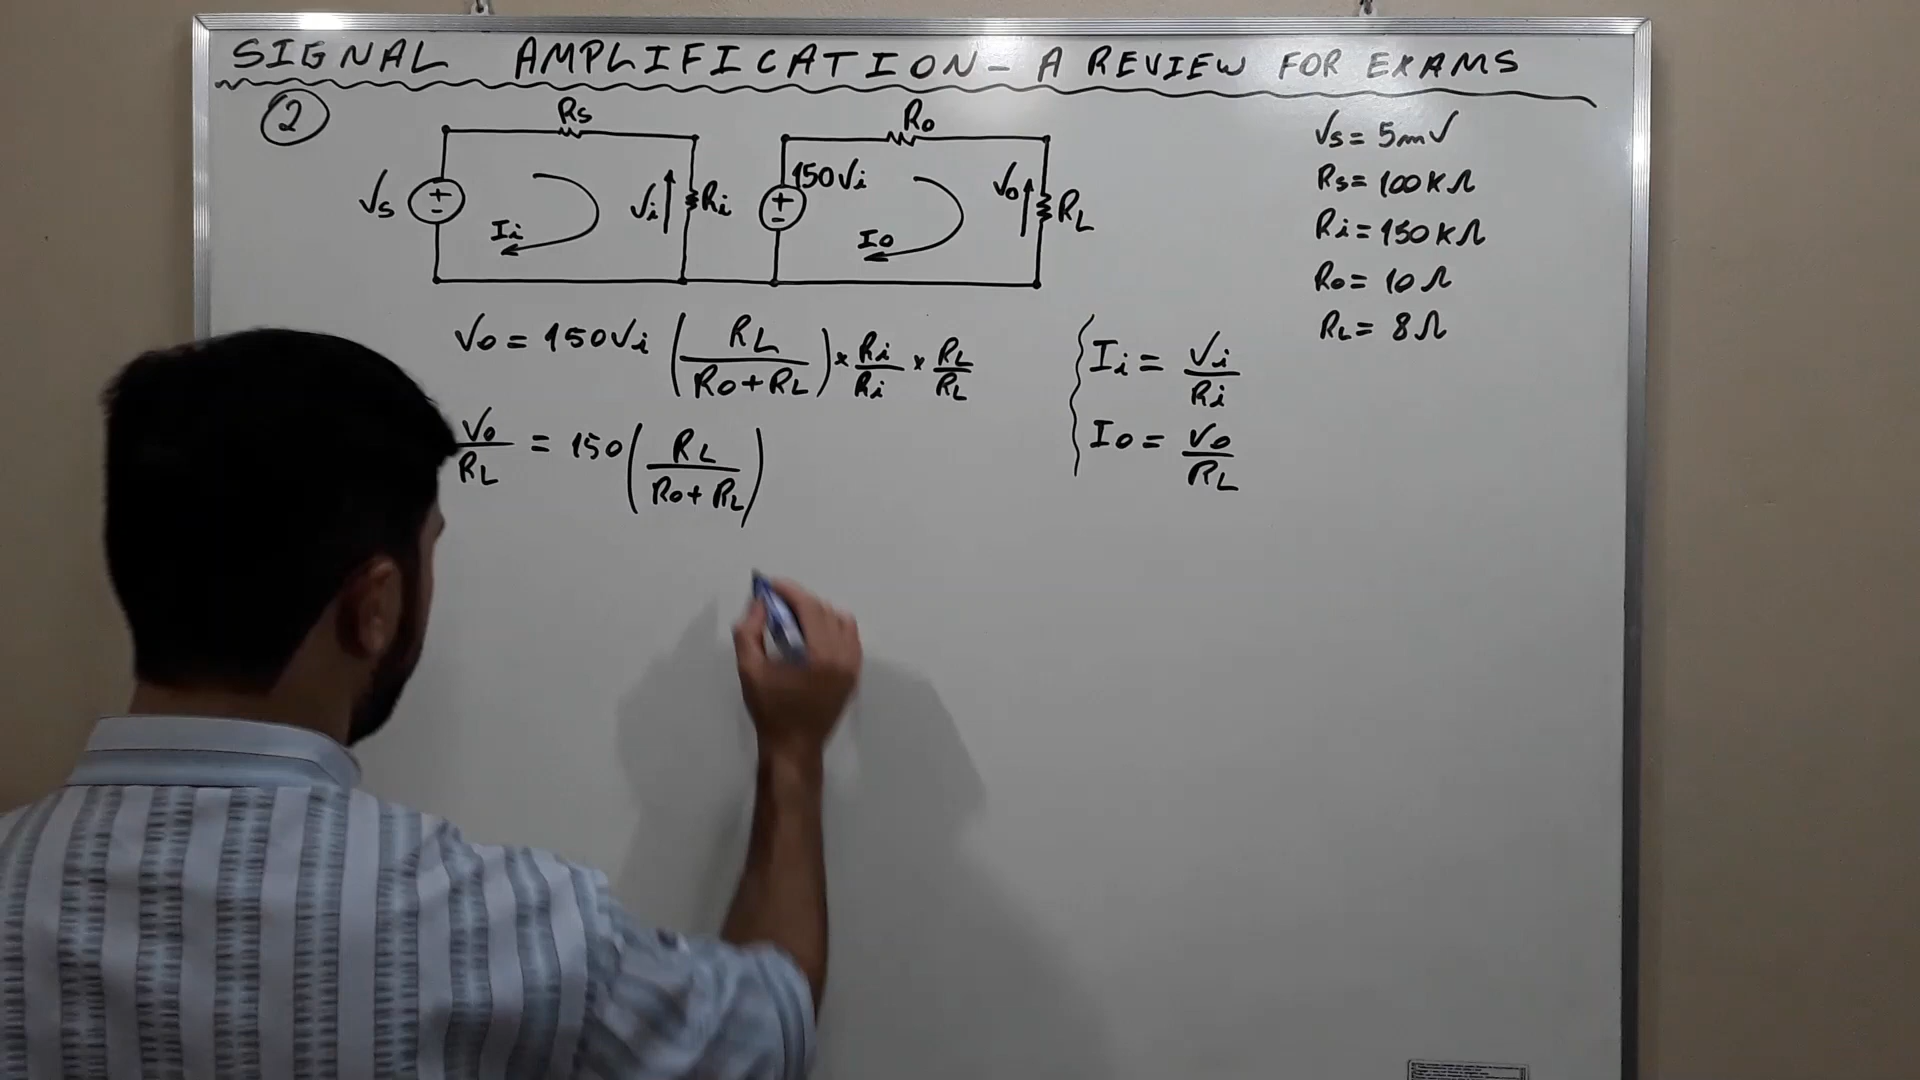 SIGNAL AMPLIFICATION - A REVIEW FOR EXAMS
2
Rs
Ro
Vs
+
-
Ii
Vi
Ri
150Vi
+
-
Io
Vo
RL
Vs = 5mV
Rs = 100KΩ
Ri = 150KΩ
Ro = 10Ω
RL = 8Ω
Vo = 150Vi (RL / Ro + RL) × Ri / Ri × RL / RL
Vo / RL = 150 (RL / Ro + RL)
Ii = Vi / Ri
Io = Vo / RL